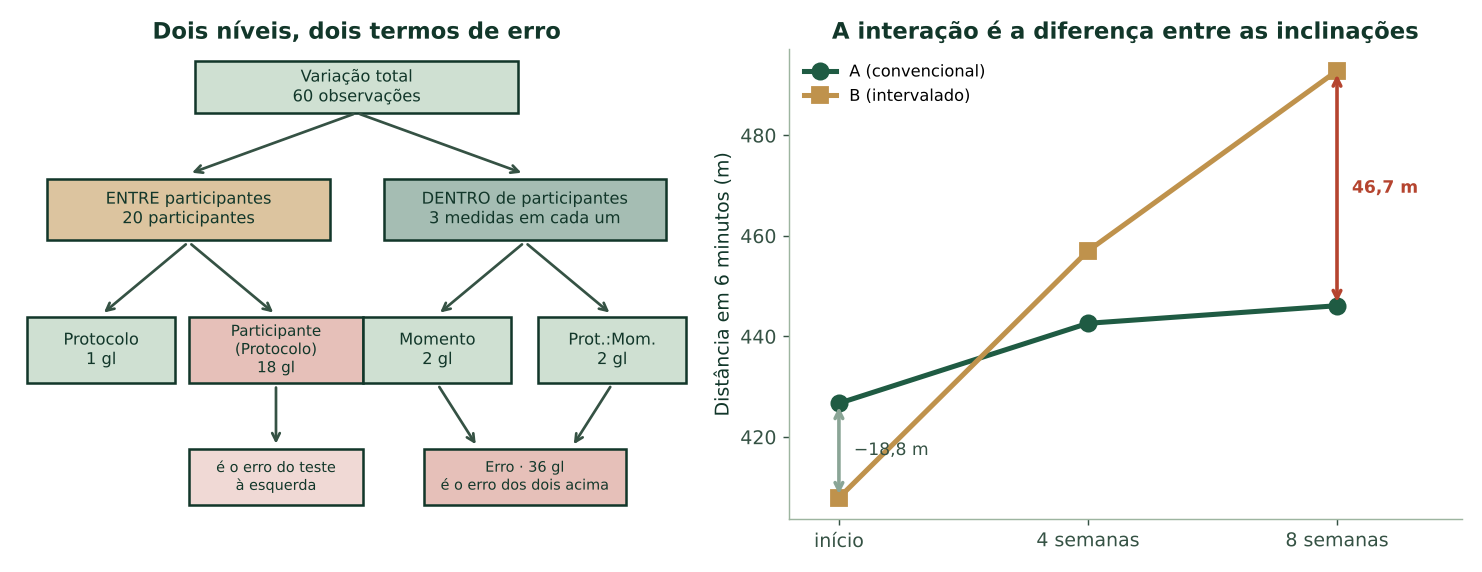 Dois níveis, dois termos de erro
Variação total
60 observações
ENTRE participantes
20 participantes
DENTRO de participantes
3 medidas em cada um
Protocolo
1 gl
Participante
(Protocolo)
18 gl
Momento
2 gl
Prot.:Mom.
2 gl
é o erro do teste
à esquerda
Erro · 36 gl
é o erro dos dois acima
A interação é a diferença entre as inclinações
A (convencional)
B (intervalado)
Distância em 6 minutos (m)
480
460
440
420
46,7 m
−18,8 m
início
4 semanas
8 semanas